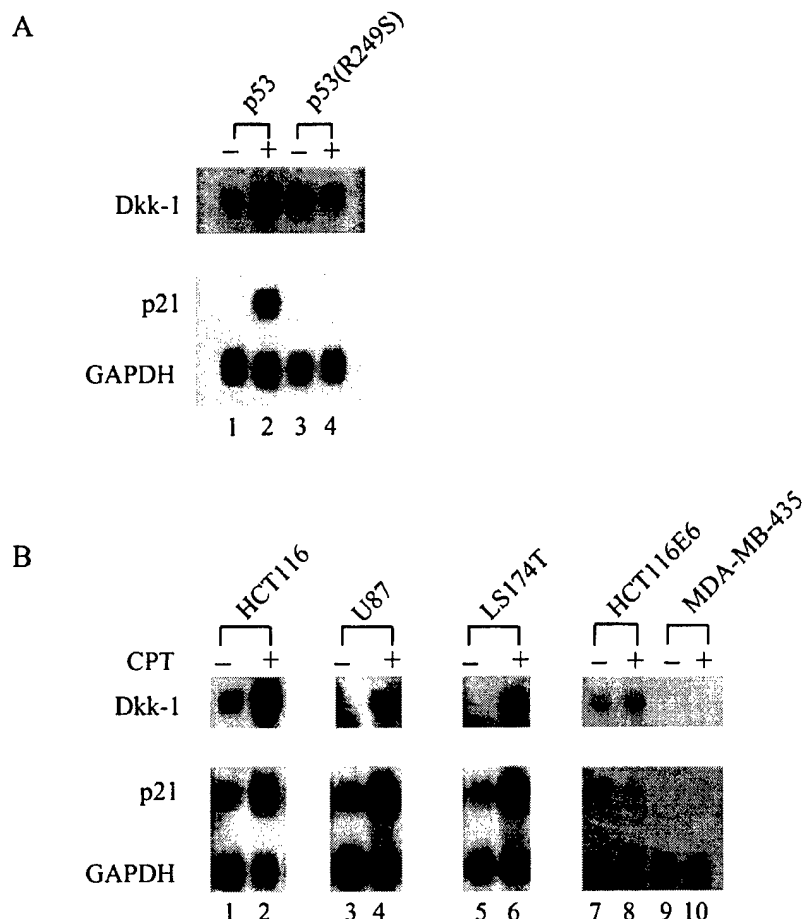 A
p53 p53(R249S)
− + − +
Dkk-1
p21
GAPDH
1 2 3 4
B
HCT116 U87 LS174T HCT116E6 MDA-MB-435
CPT − + − + − + − + − +
Dkk-1
p21
GAPDH
1 2 3 4 5 6 7 8 9 10